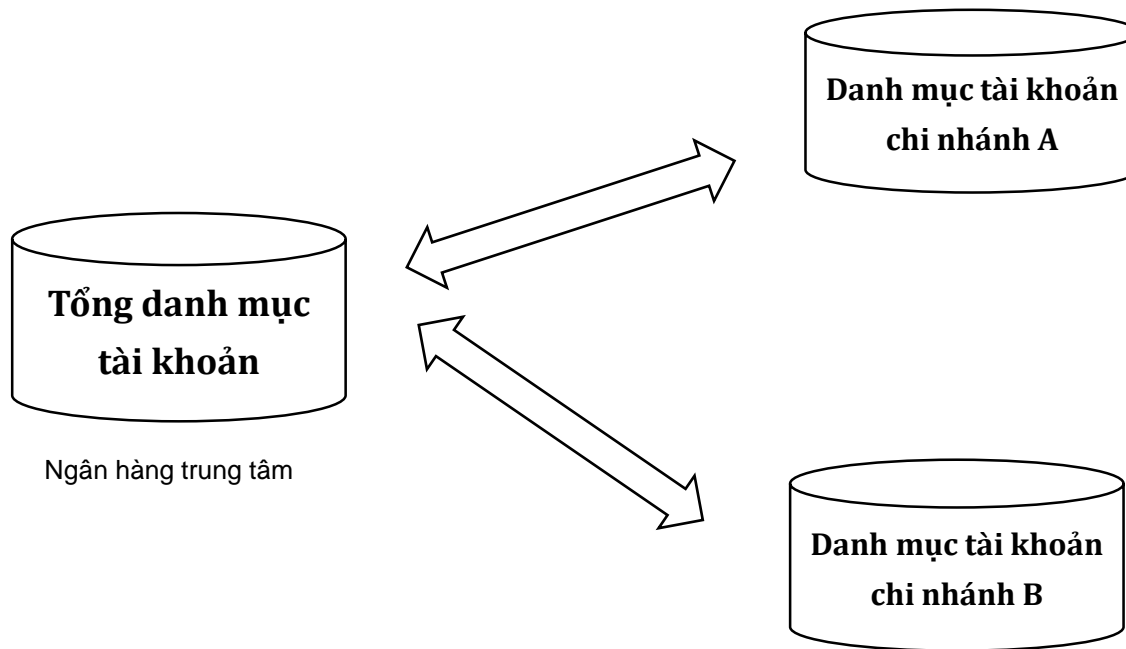 Danh mục tài khoản
chi nhánh A
Tổng danh mục
tài khoản
Ngân hàng trung tâm
Danh mục tài khoản
chi nhánh B